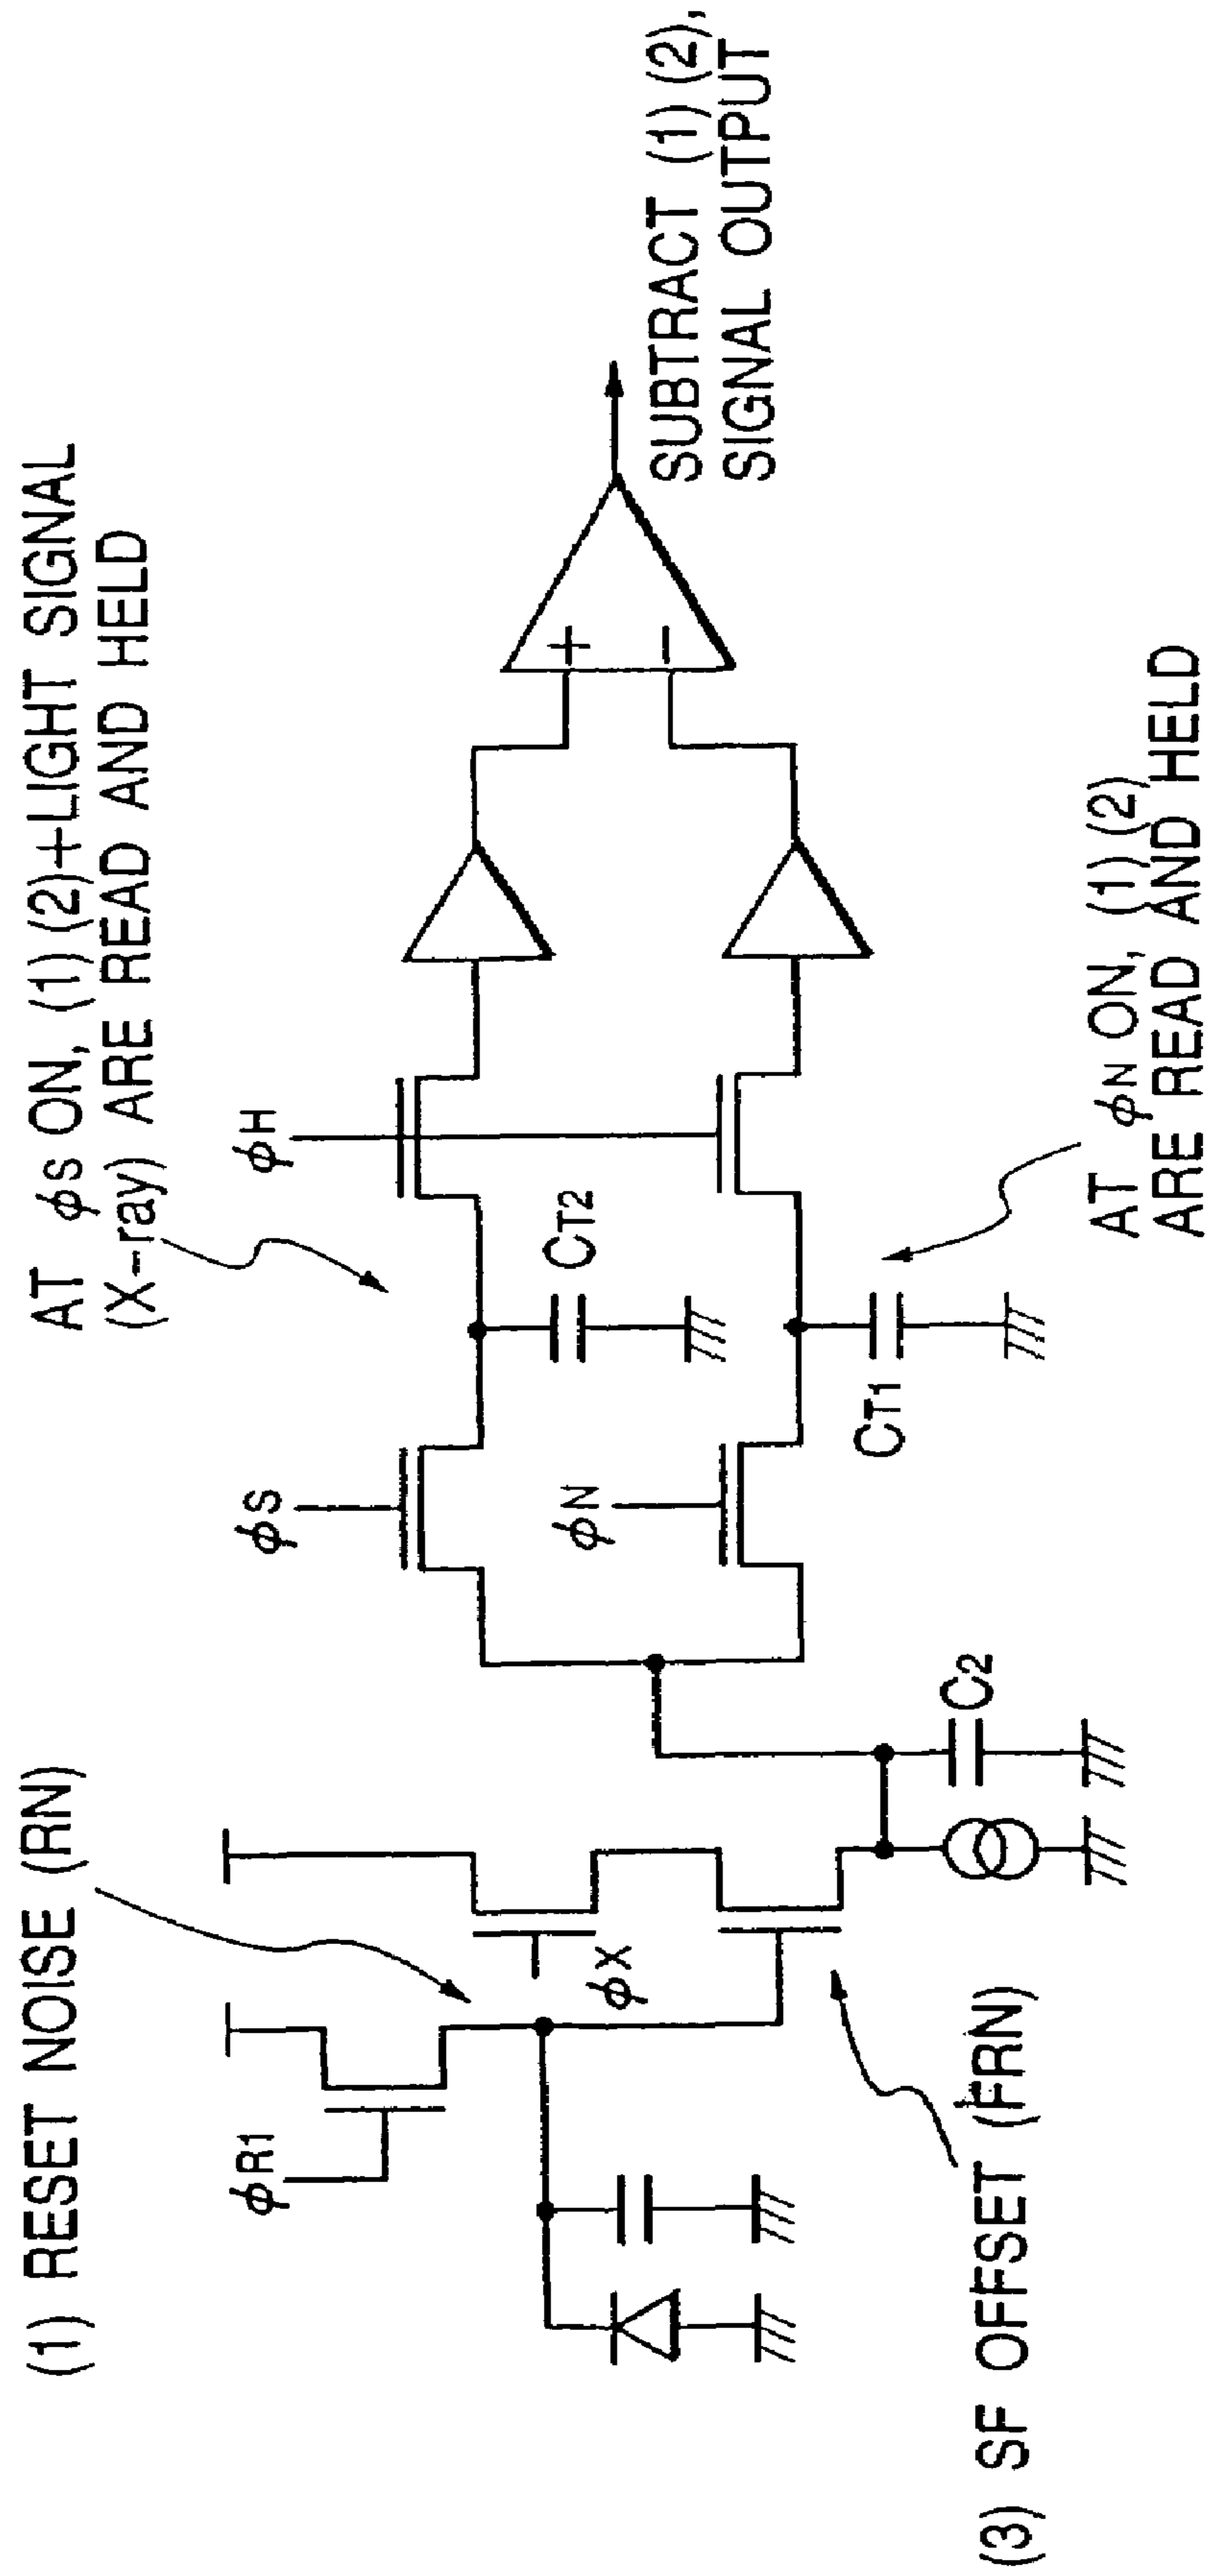 (1) RESET NOISE (RN)
AT φS ON, (1) (2)+LIGHT SIGNAL
(X-ray) ARE READ AND HELD
φR1
φX
φS
φH
φN
CT2
CT1
C2
+
−
SUBTRACT (1) (2),
SIGNAL OUTPUT
(3) SF OFFSET (FRN)
AT φN ON, (1) (2)
ARE READ AND HELD